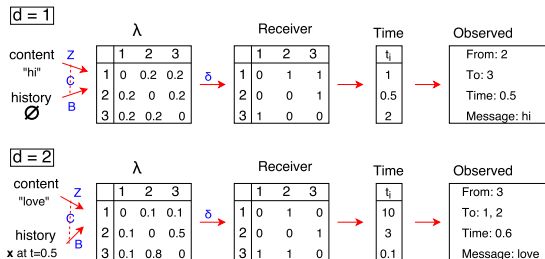 d = 1
λ Receiver Time Observed
content Z 1 2 3 1 2 3 tᵢ From: 2
"hi" 1 0 0.2 0.2 1 0 1 1 1 To: 3
C δ
history 2 0.2 0 0.2 2 0 0 1 0.5 Time: 0.5
∅ B 3 0.2 0.2 0 3 1 0 0 2 Message: hi
d = 2
λ Receiver Time Observed
content Z 1 2 3 1 2 3 tᵢ From: 3
"love" 1 0 0.1 0.1 1 0 1 0 10 To: 1, 2
C δ
history 2 0.1 0 0.5 2 0 0 1 3 Time: 0.6
x at t=0.5 B 3 0.1 0.8 0 3 1 1 0 0.1 Message: love